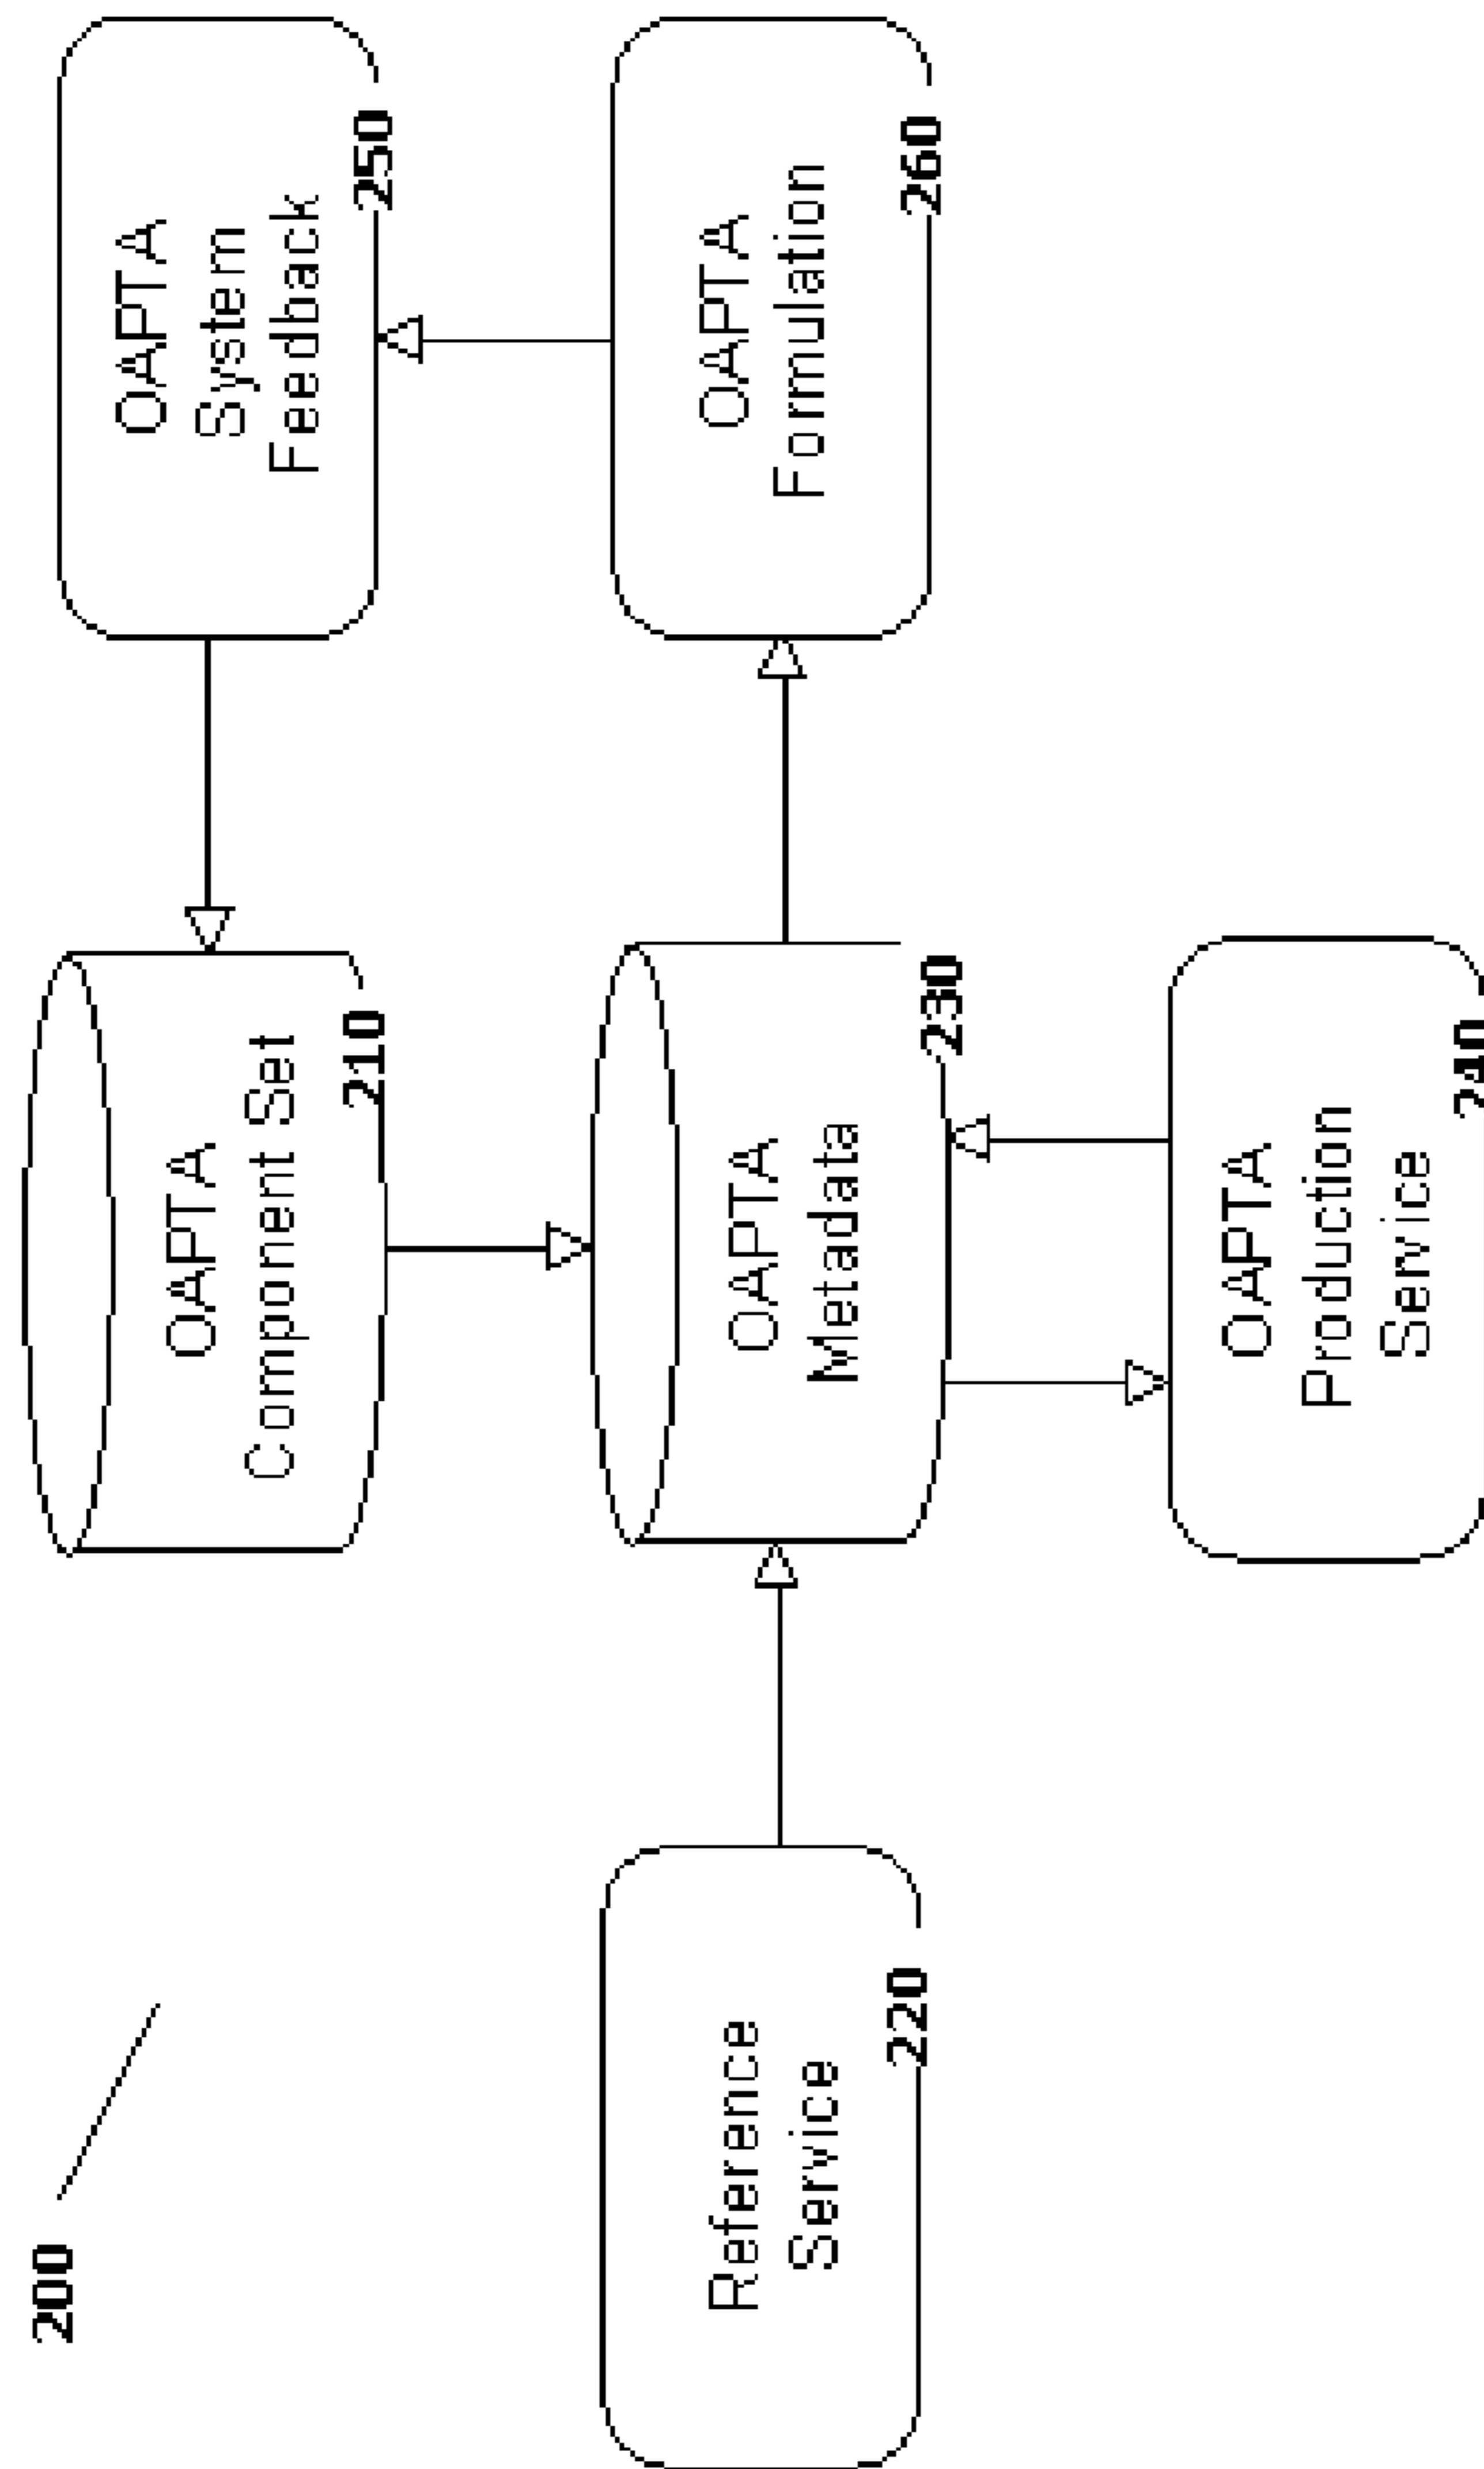 200
210
OAPTA
Component Set
250
OAPTA
System
Feedback
220
Reference
Service
230
OAPTA
Metadata
260
OAPTA
Formulation
OAPTA
Production
Service